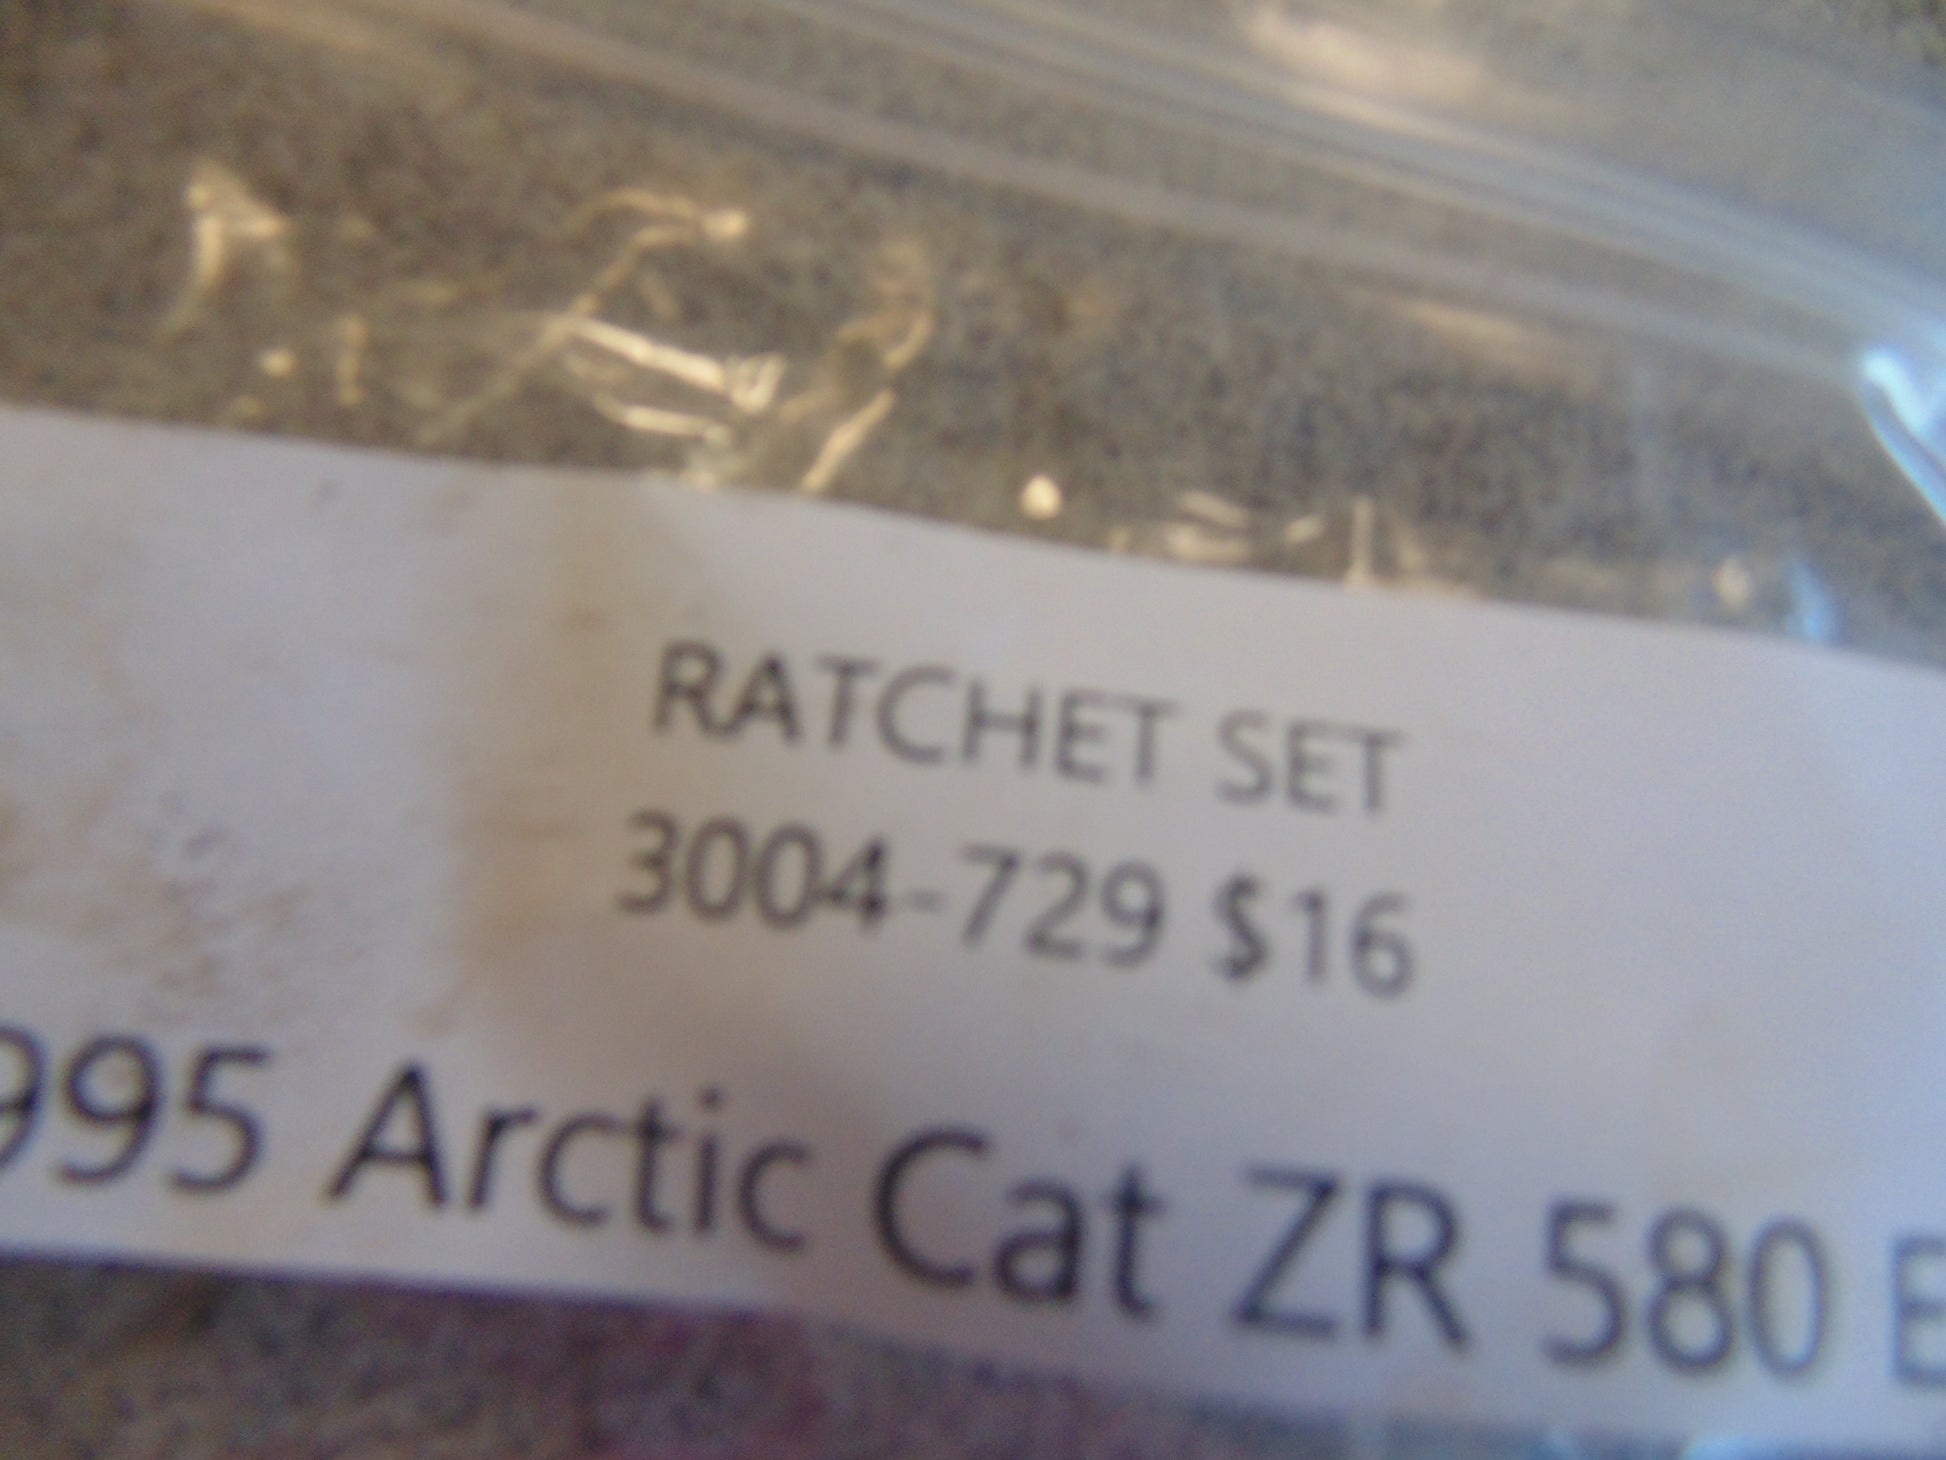 RATCHET SET
3004-729 $16
995 Arctic Cat ZR 580 E